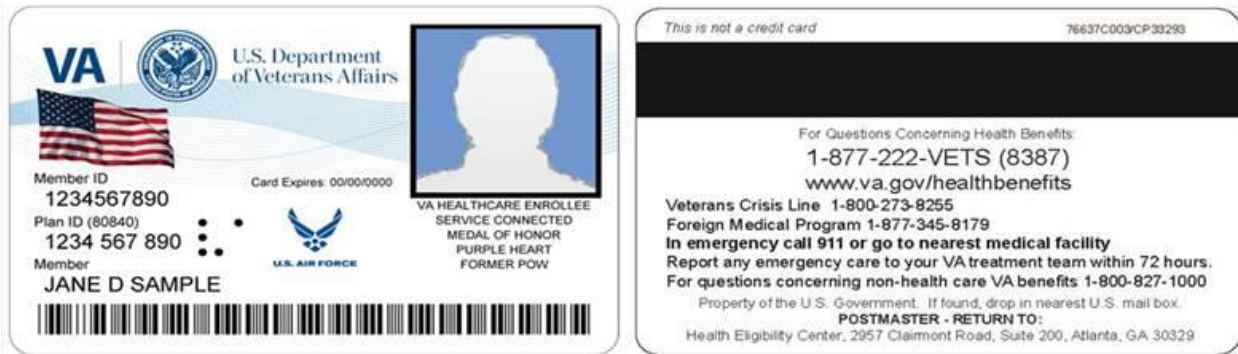 VA
U.S. Department
of Veterans Affairs
Member ID
1234567890
Card Expires: 00/00/0000
Plan ID (80840)
1234 567 890
U.S. AIR FORCE
Member
JANE D SAMPLE
VA HEALTHCARE ENROLLEE
SERVICE CONNECTED
MEDAL OF HONOR
PURPLE HEART
FORMER POW
This is not a credit card
76637C003/CP33293
For Questions Concerning Health Benefits:
1-877-222-VETS (8387)
www.va.gov/healthbenefits
Veterans Crisis Line 1-800-273-8255
Foreign Medical Program 1-877-345-8179
In emergency call 911 or go to nearest medical facility
Report any emergency care to your VA treatment team within 72 hours.
For questions concerning non-health care VA benefits 1-800-827-1000
Property of the U.S. Government. If found, drop in nearest U.S. mail box.
POSTMASTER - RETURN TO:
Health Eligibility Center, 2957 Clairmont Road, Suite 200, Atlanta, GA 30329